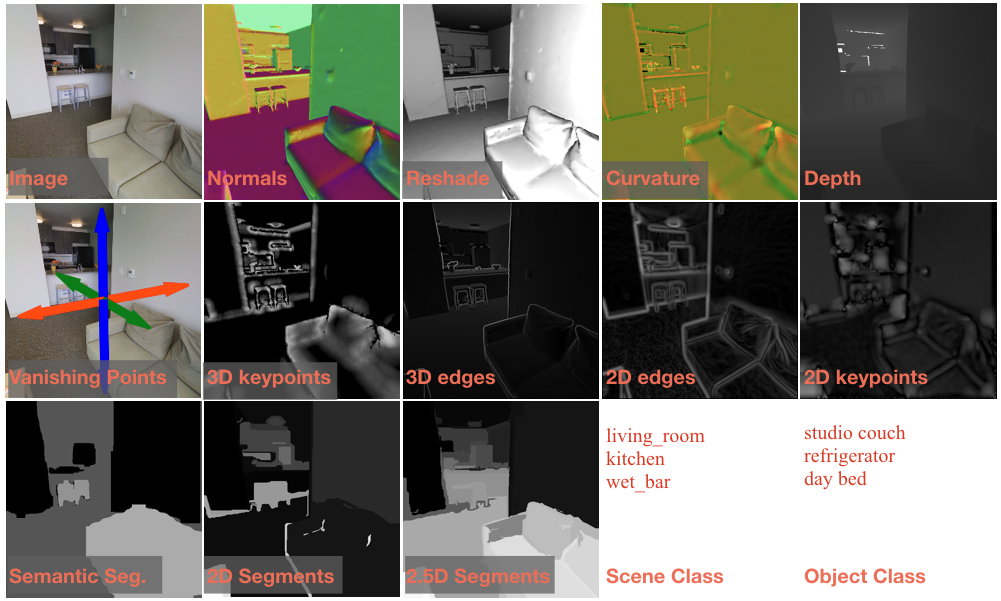 Image
Normals
Reshade
Curvature
Depth
Vanishing Points
3D keypoints
3D edges
2D edges
2D keypoints
Semantic Seg.
2D Segments
2.5D Segments
living_room
kitchen
wet_bar
Scene Class
studio couch
refrigerator
day bed
Object Class